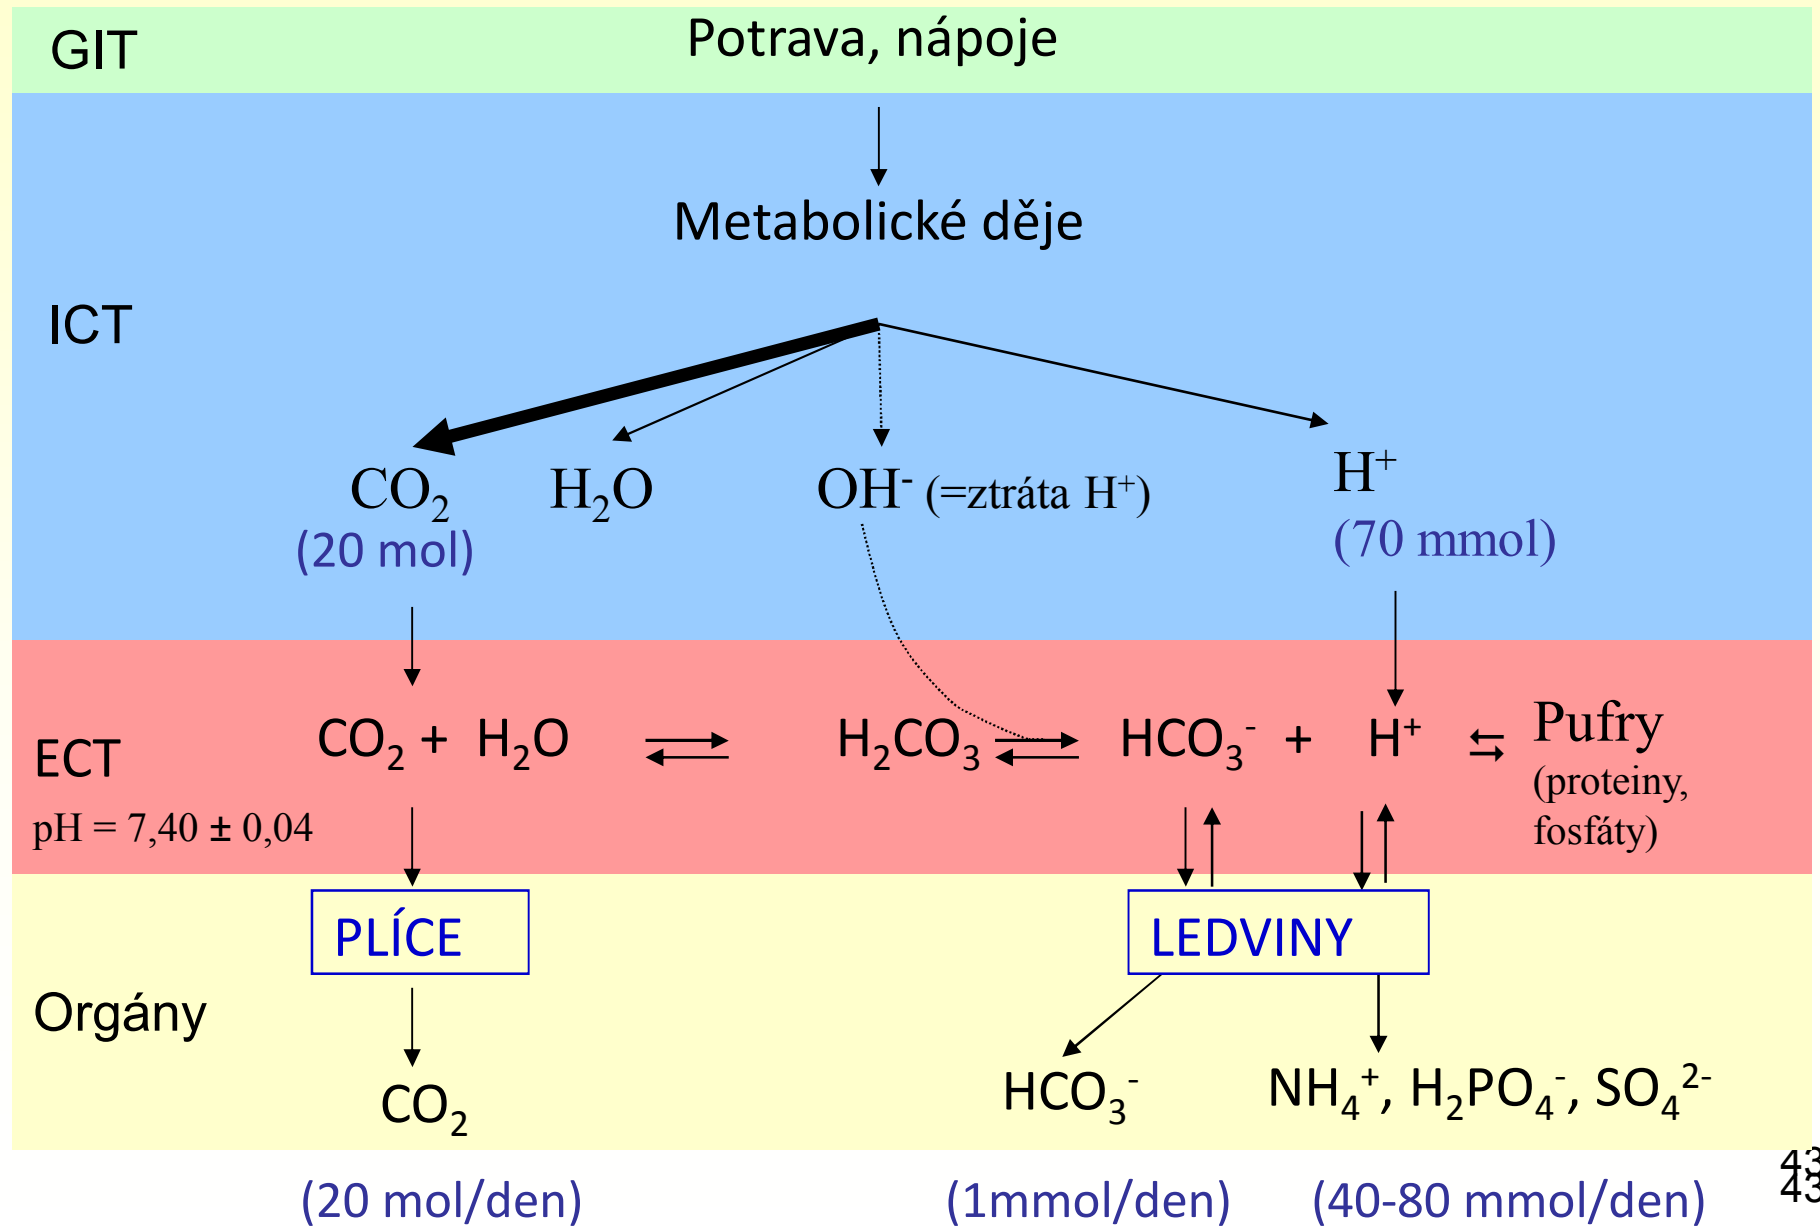 GIT
Potrava, nápoje
Metabolické děje
ICT
CO₂ H₂O OH⁻ (=ztráta H⁺) H⁺
(20 mol) (70 mmol)
ECT
CO₂ + H₂O ⇌ H₂CO₃ ⇌ HCO₃⁻ + H⁺ ⇆ Pufry
(proteiny,
fosfáty)
pH = 7,40 ± 0,04
PLÍCE LEDVINY
Orgány
CO₂ HCO₃⁻ NH₄⁺, H₂PO₄⁻, SO₄²⁻
(20 mol/den) (1mmol/den) (40-80 mmol/den)
43
43